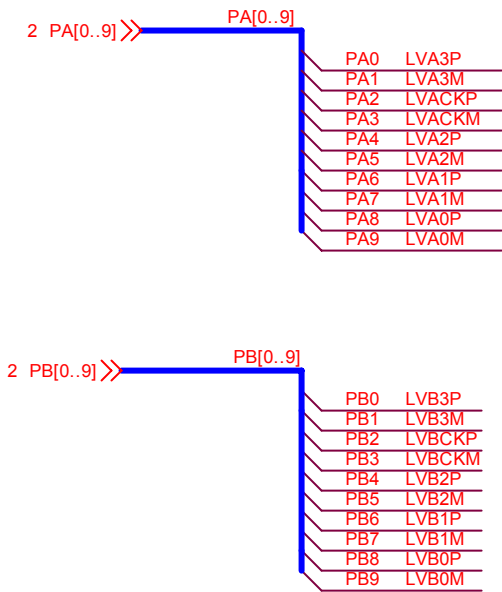 PA[0..9]
2 PA[0..9]
PA0 LVA3P
PA1 LVA3M
PA2 LVACKP
PA3 LVACKM
PA4 LVA2P
PA5 LVA2M
PA6 LVA1P
PA7 LVA1M
PA8 LVA0P
PA9 LVA0M
PB[0..9]
2 PB[0..9]
PB0 LVB3P
PB1 LVB3M
PB2 LVBCKP
PB3 LVBCKM
PB4 LVB2P
PB5 LVB2M
PB6 LVB1P
PB7 LVB1M
PB8 LVB0P
PB9 LVB0M